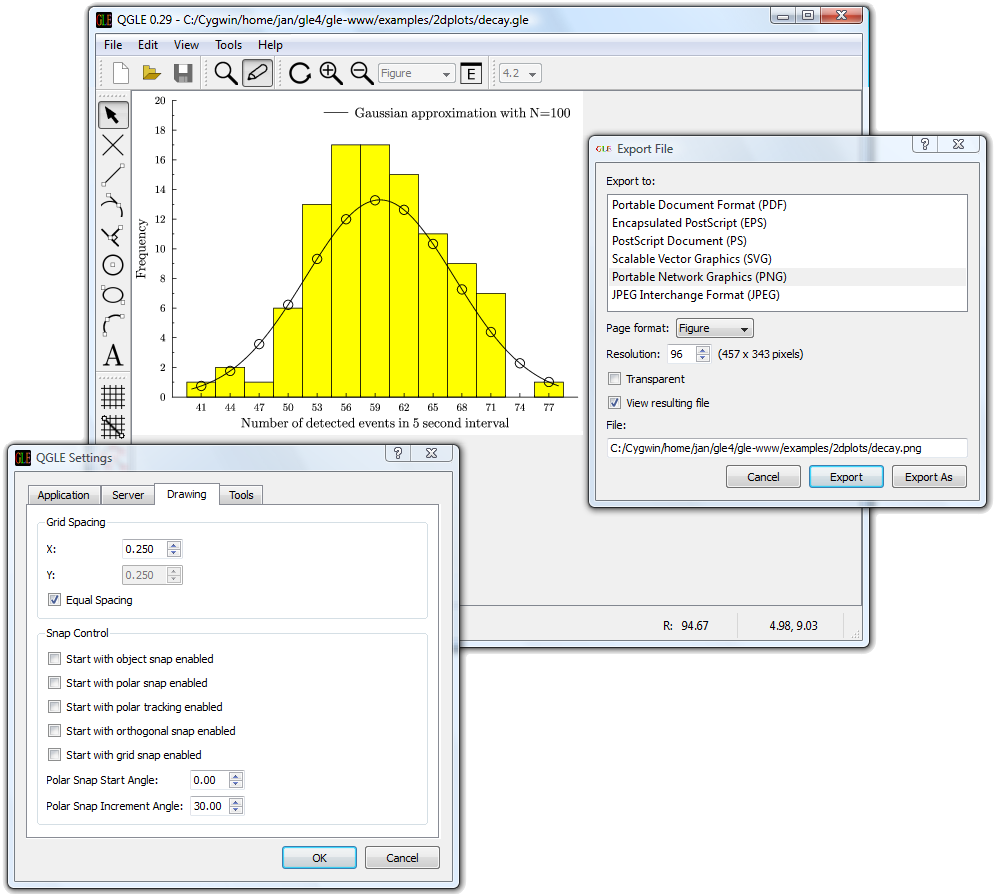 QGLE 0.29 - C:/Cygwin/home/jan/gle4/gle-www/examples/2dplots/decay.gle
File Edit View Tools Help
Figure E 4.2
A
20
18
16
14
12
10
8
6
4
2
0
Frequency
Gaussian approximation with N=100
41 44 47 50 53 56 59 62 65 68 71 74 77
Number of detected events in 5 second interval
R: 94.67 4.98, 9.03
GLE Export File
Export to:
Portable Document Format (PDF)
Encapsulated PostScript (EPS)
PostScript Document (PS)
Scalable Vector Graphics (SVG)
Portable Network Graphics (PNG)
JPEG Interchange Format (JPEG)
Page format: Figure
Resolution: 96 (457 x 343 pixels)
Transparent
View resulting file
File:
C:/Cygwin/home/jan/gle4/gle-www/examples/2dplots/decay.png
Cancel Export Export As
QGLE Settings
Application Server Drawing Tools
Grid Spacing
X: 0.250
Y: 0.250
Equal Spacing
Snap Control
Start with object snap enabled
Start with polar snap enabled
Start with polar tracking enabled
Start with orthogonal snap enabled
Start with grid snap enabled
Polar Snap Start Angle: 0.00
Polar Snap Increment Angle: 30.00
OK Cancel